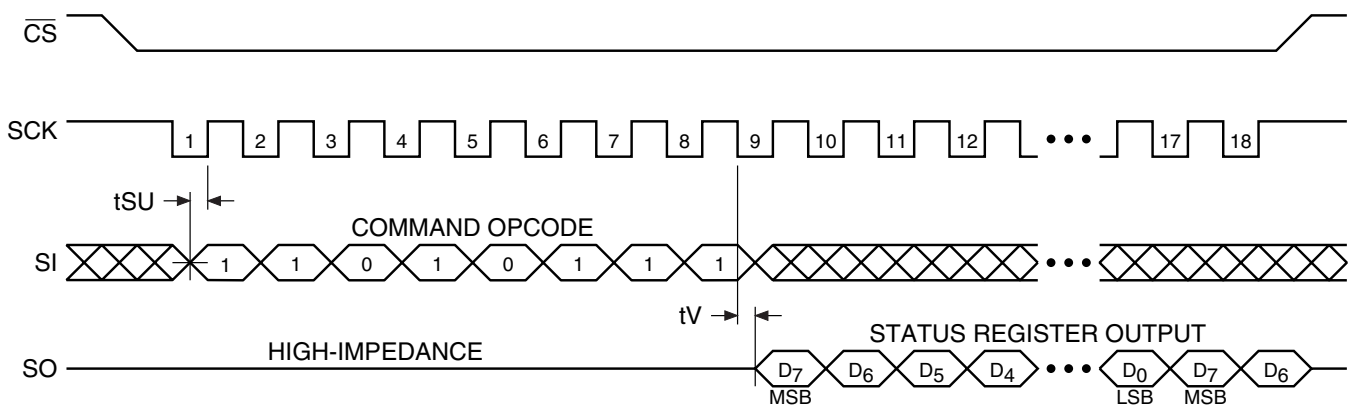 CS
SCK 1 2 3 4 5 6 7 8 9 10 11 12 ••• 17 18
tSU
COMMAND OPCODE
SI 1 1 0 1 0 1 1 1 •••
tV
HIGH-IMPEDANCE
STATUS REGISTER OUTPUT
SO D7 D6 D5 D4 ••• D0 D7 D6
MSB LSB MSB